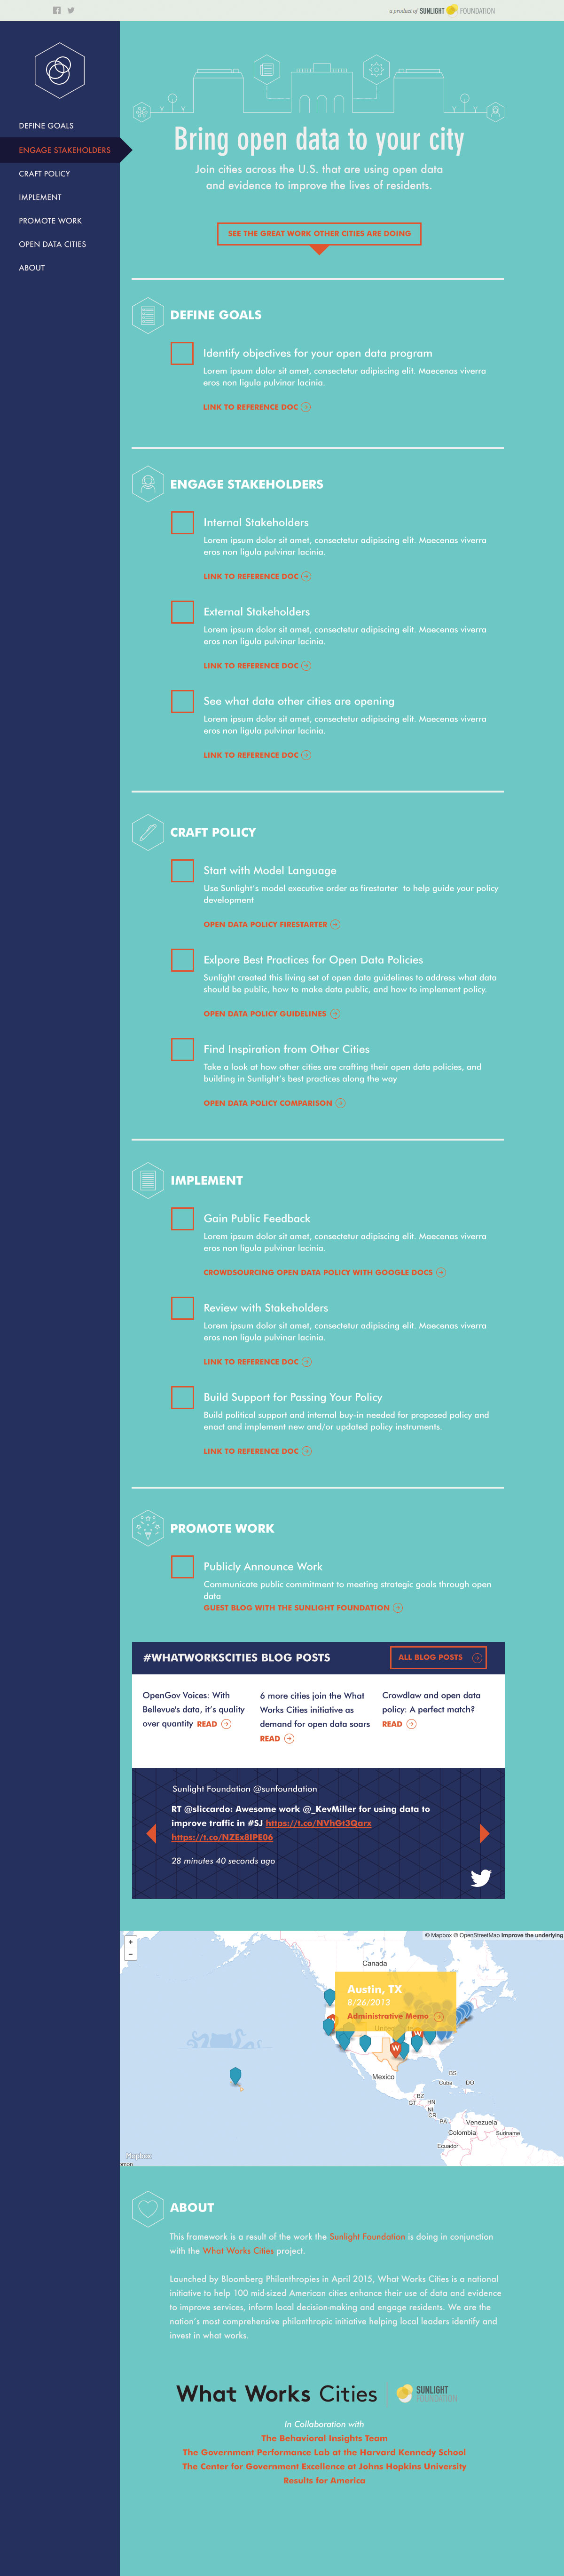 a product of SUNLIGHT FOUNDATION
DEFINE GOALS
ENGAGE STAKEHOLDERS
CRAFT POLICY
IMPLEMENT
PROMOTE WORK
OPEN DATA CITIES
ABOUT
Bring open data to your city
Join cities across the U.S. that are using open data
and evidence to improve the lives of residents.
SEE THE GREAT WORK OTHER CITIES ARE DOING
DEFINE GOALS
Identify objectives for your open data program
Lorem ipsum dolor sit amet, consectetur adipiscing elit. Maecenas viverra
eros non ligula pulvinar lacinia.
LINK TO REFERENCE DOC
ENGAGE STAKEHOLDERS
Internal Stakeholders
Lorem ipsum dolor sit amet, consectetur adipiscing elit. Maecenas viverra
eros non ligula pulvinar lacinia.
LINK TO REFERENCE DOC
External Stakeholders
Lorem ipsum dolor sit amet, consectetur adipiscing elit. Maecenas viverra
eros non ligula pulvinar lacinia.
LINK TO REFERENCE DOC
See what data other cities are opening
Lorem ipsum dolor sit amet, consectetur adipiscing elit. Maecenas viverra
eros non ligula pulvinar lacinia.
LINK TO REFERENCE DOC
CRAFT POLICY
Start with Model Language
Use Sunlight's model executive order as firestarter to help guide your policy
development
OPEN DATA POLICY FIRESTARTER
Exlpore Best Practices for Open Data Policies
Sunlight created this living set of open data guidelines to address what data
should be public, how to make data public, and how to implement policy.
OPEN DATA POLICY GUIDELINES
Find Inspiration from Other Cities
Take a look at how other cities are crafting their open data policies, and
building in Sunlight's best practices along the way
OPEN DATA POLICY COMPARISON
IMPLEMENT
Gain Public Feedback
Lorem ipsum dolor sit amet, consectetur adipiscing elit. Maecenas viverra
eros non ligula pulvinar lacinia.
CROWDSOURCING OPEN DATA POLICY WITH GOOGLE DOCS
Review with Stakeholders
Lorem ipsum dolor sit amet, consectetur adipiscing elit. Maecenas viverra
eros non ligula pulvinar lacinia.
LINK TO REFERENCE DOC
Build Support for Passing Your Policy
Build political support and internal buy-in needed for proposed policy and
enact and implement new and/or updated policy instruments.
LINK TO REFERENCE DOC
PROMOTE WORK
Publicly Announce Work
Communicate public commitment to meeting strategic goals through open
data
GUEST BLOG WITH THE SUNLIGHT FOUNDATION
#WHATWORKSCITIES BLOG POSTS
ALL BLOG POSTS
OpenGov Voices: With
Bellevue's data, it's quality
over quantity READ
6 more cities join the What
Works Cities initiative as
demand for open data soars
READ
Crowdlaw and open data
policy: A perfect match?
READ
Sunlight Foundation @sunfoundation
RT @sliccardo: Awesome work @_KevMiller for using data to
improve traffic in #SJ https://t.co/NVhGt3Qarx
https://t.co/NZEx8IPE06
28 minutes 40 seconds ago
+
−
© Mapbox © OpenStreetMap Improve the underlying
Canada
Austin, TX
8/26/2013
Administrative Memo
W
W
W
Mexico
BS
Cuba
DO
BZ
GT
HN
NI
CR
PA
Venezuela
Colombia
Suriname
Ecuador
Mapbox
omon
ABOUT
This framework is a result of the work the Sunlight Foundation is doing in conjunction
with the What Works Cities project.
Launched by Bloomberg Philanthropies in April 2015, What Works Cities is a national
initiative to help 100 mid-sized American cities enhance their use of data and evidence
to improve services, inform local decision-making and engage residents. We are the
nation's most comprehensive philanthropic initiative helping local leaders identify and
invest in what works.
What Works Cities
SUNLIGHT
FOUNDATION
In Collaboration with
The Behavioral Insights Team
The Government Performance Lab at the Harvard Kennedy School
The Center for Government Excellence at Johns Hopkins University
Results for America